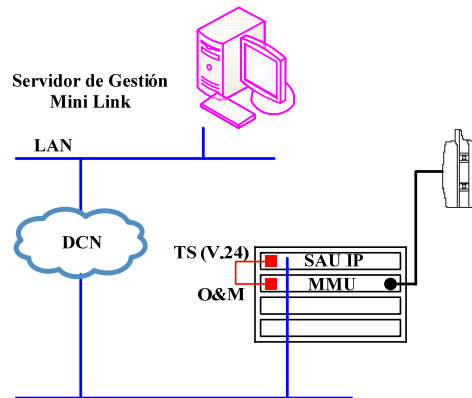 Servidor de Gestión
Mini Link
LAN
DCN
TS (V.24)
SAU IP
MMU
O&M